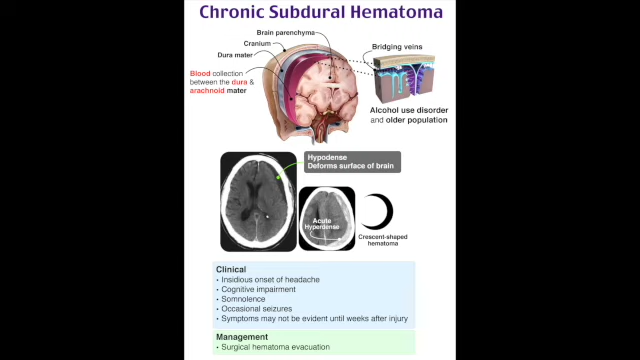 Chronic Subdural Hematoma
Brain parenchyma
Cranium
Dura mater
Blood collection
between the dura &
arachnoid mater
Bridging veins
Alcohol use disorder
and older population
Hypodense
Deforms surface of brain
Acute
Hyperdense
Crescent-shaped
hematoma
Clinical
• Insidious onset of headache
• Cognitive impairment
• Somnolence
• Occasional seizures
• Symptoms may not be evident until weeks after injury
Management
• Surgical hematoma evacuation